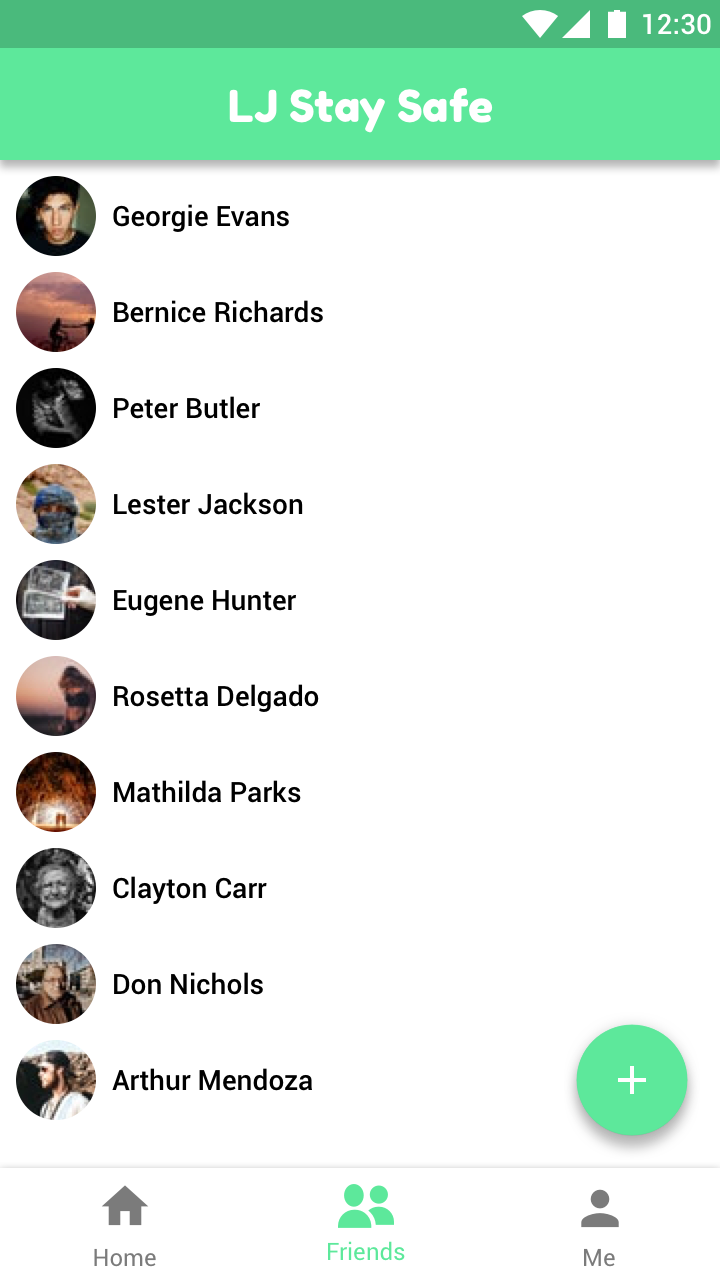 12:30
LJ Stay Safe
Georgie Evans
Bernice Richards
Peter Butler
Lester Jackson
Eugene Hunter
Rosetta Delgado
Mathilda Parks
Clayton Carr
Don Nichols
Arthur Mendoza
+
Home
Friends
Me